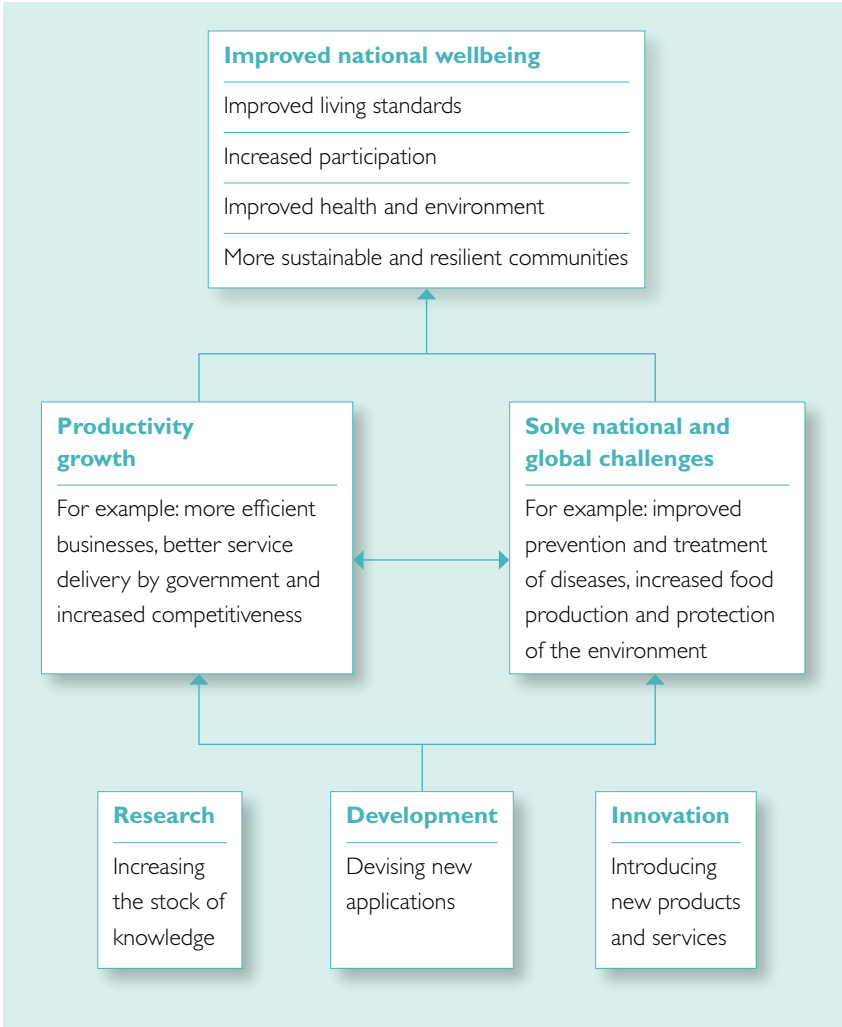 Improved national wellbeing
Improved living standards
Increased participation
Improved health and environment
More sustainable and resilient communities
Productivity
growth
For example: more efficient
businesses, better service
delivery by government and
increased competitiveness
Solve national and
global challenges
For example: improved
prevention and treatment
of diseases, increased food
production and protection
of the environment
Research
Increasing
the stock of
knowledge
Development
Devising new
applications
Innovation
Introducing
new products
and services